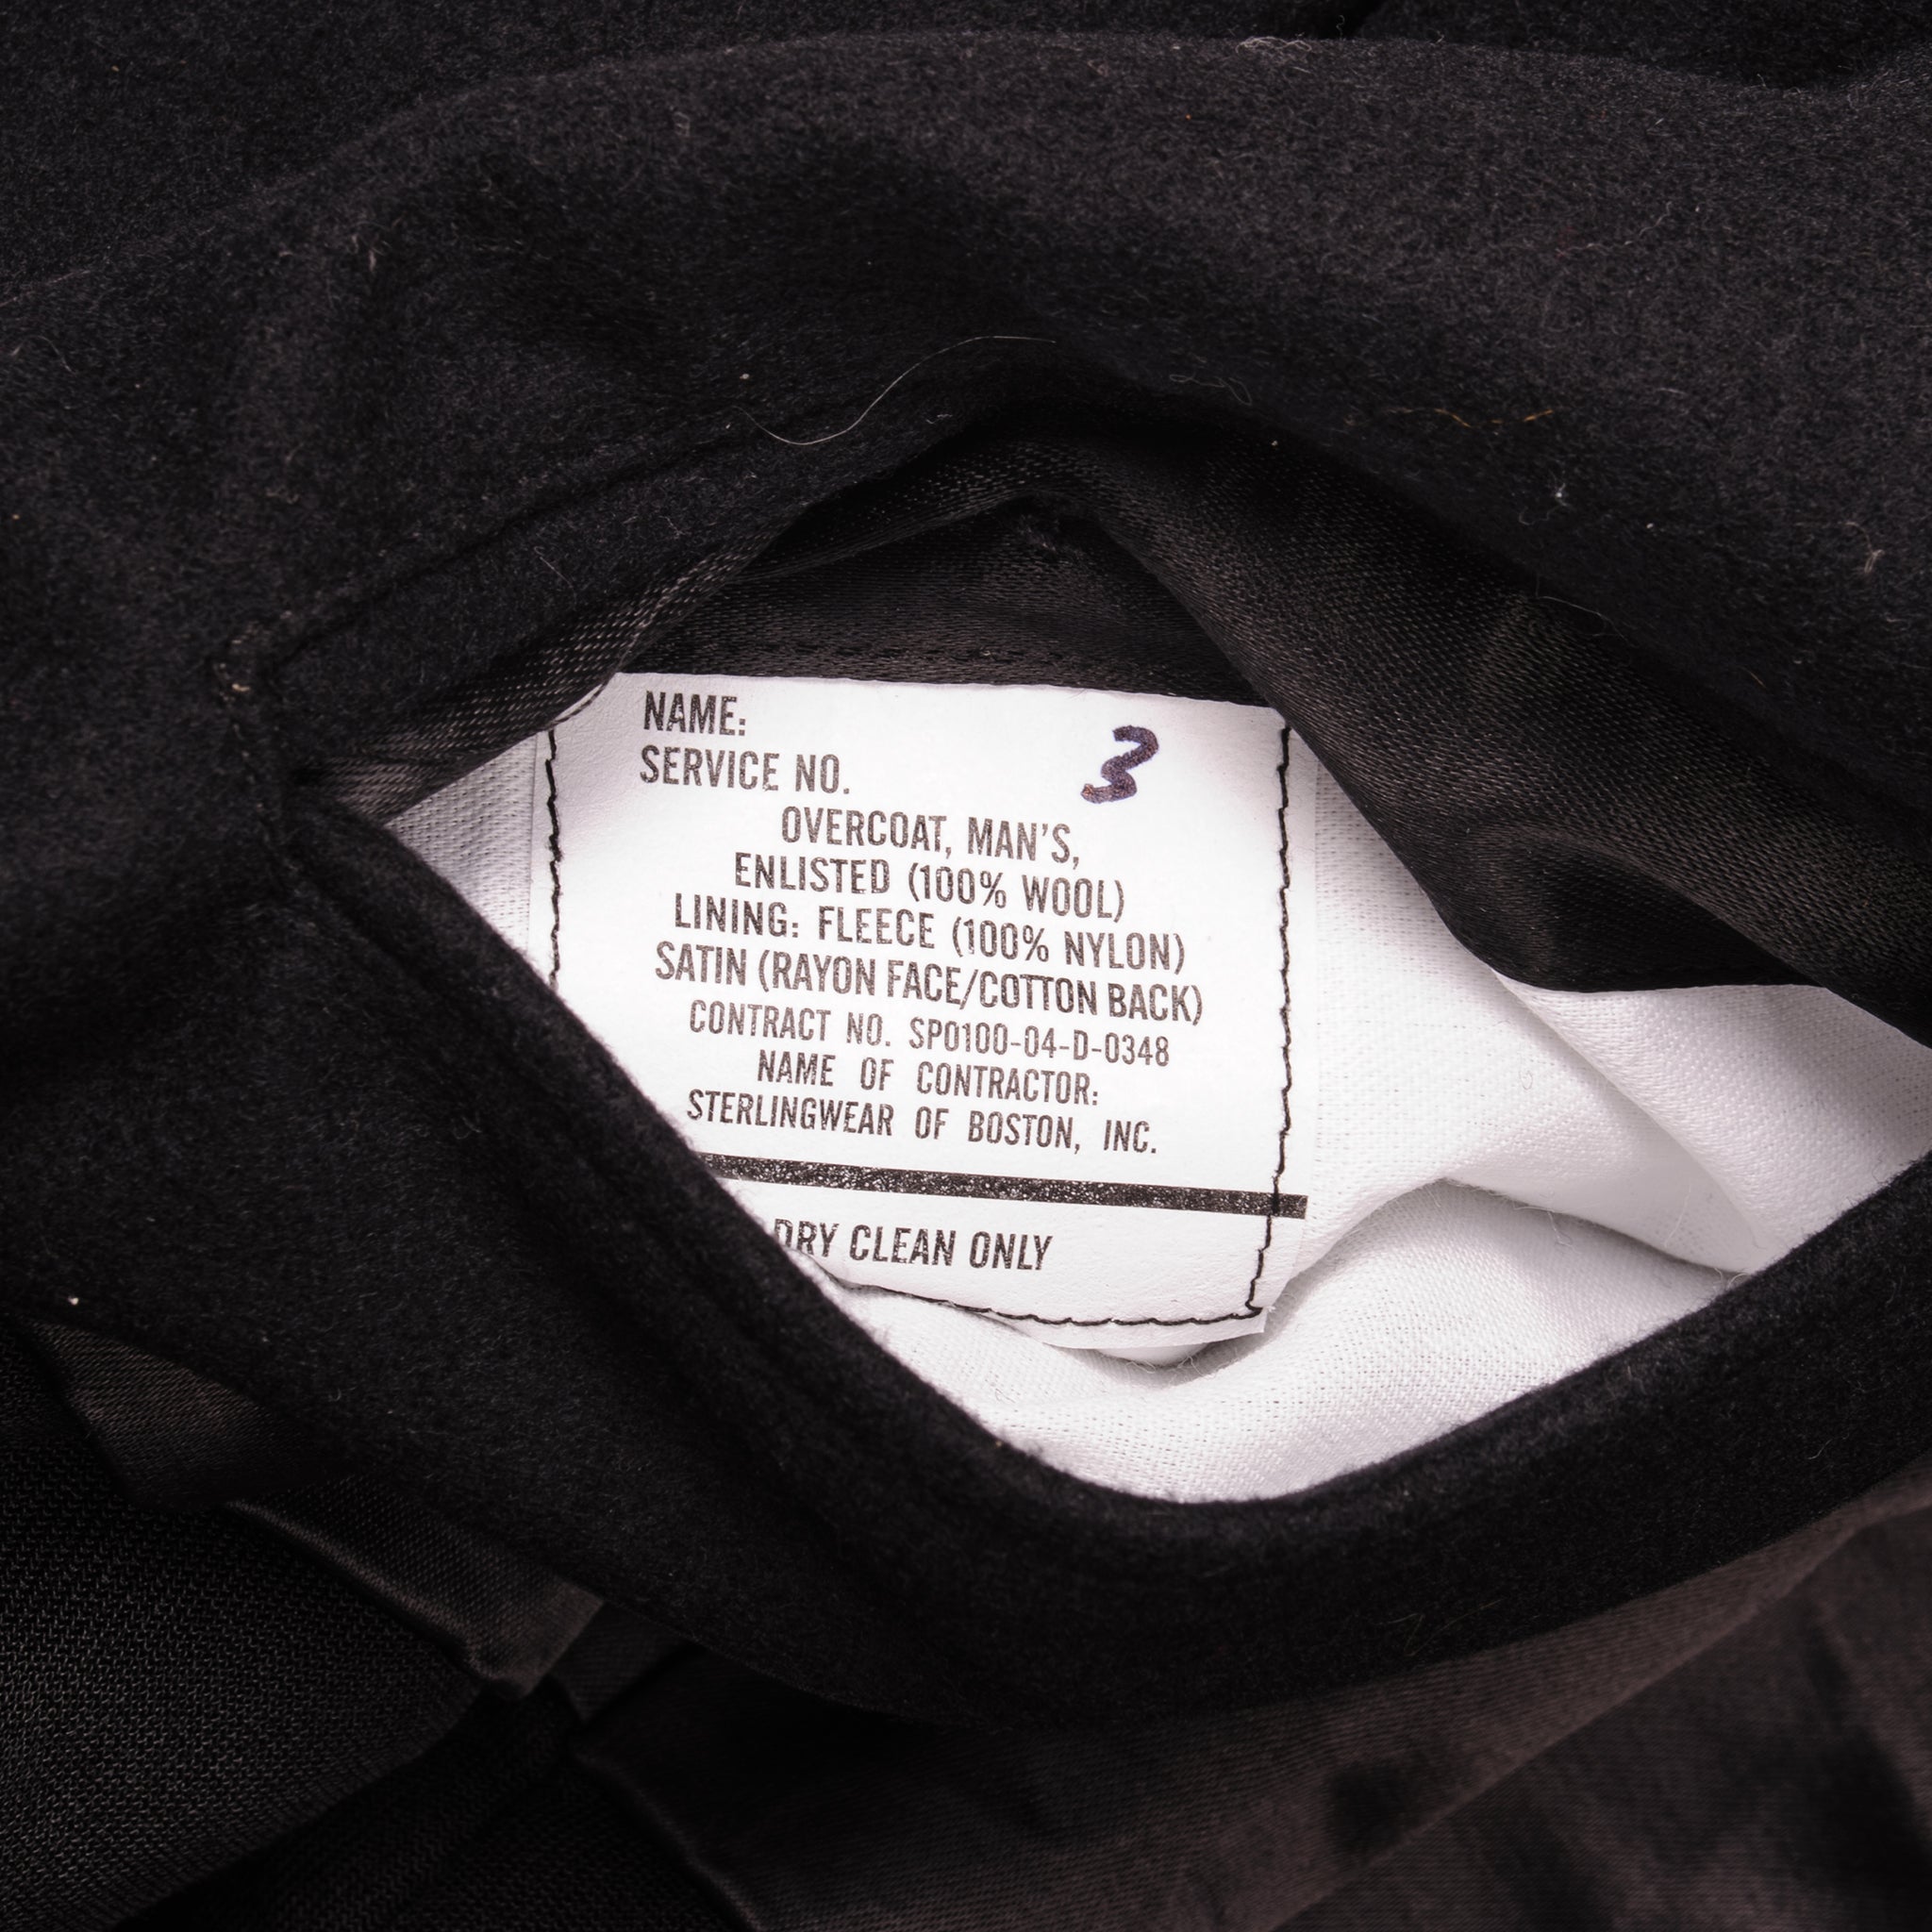 NAME:
3
SERVICE NO.
OVERCOAT, MAN'S,
ENLISTED (100% WOOL)
LINING: FLEECE (100% NYLON)
SATIN (RAYON FACE/COTTON BACK)
CONTRACT NO. SP0100-04-D-0348
NAME OF CONTRACTOR:
STERLINGWEAR OF BOSTON, INC.
DRY CLEAN ONLY